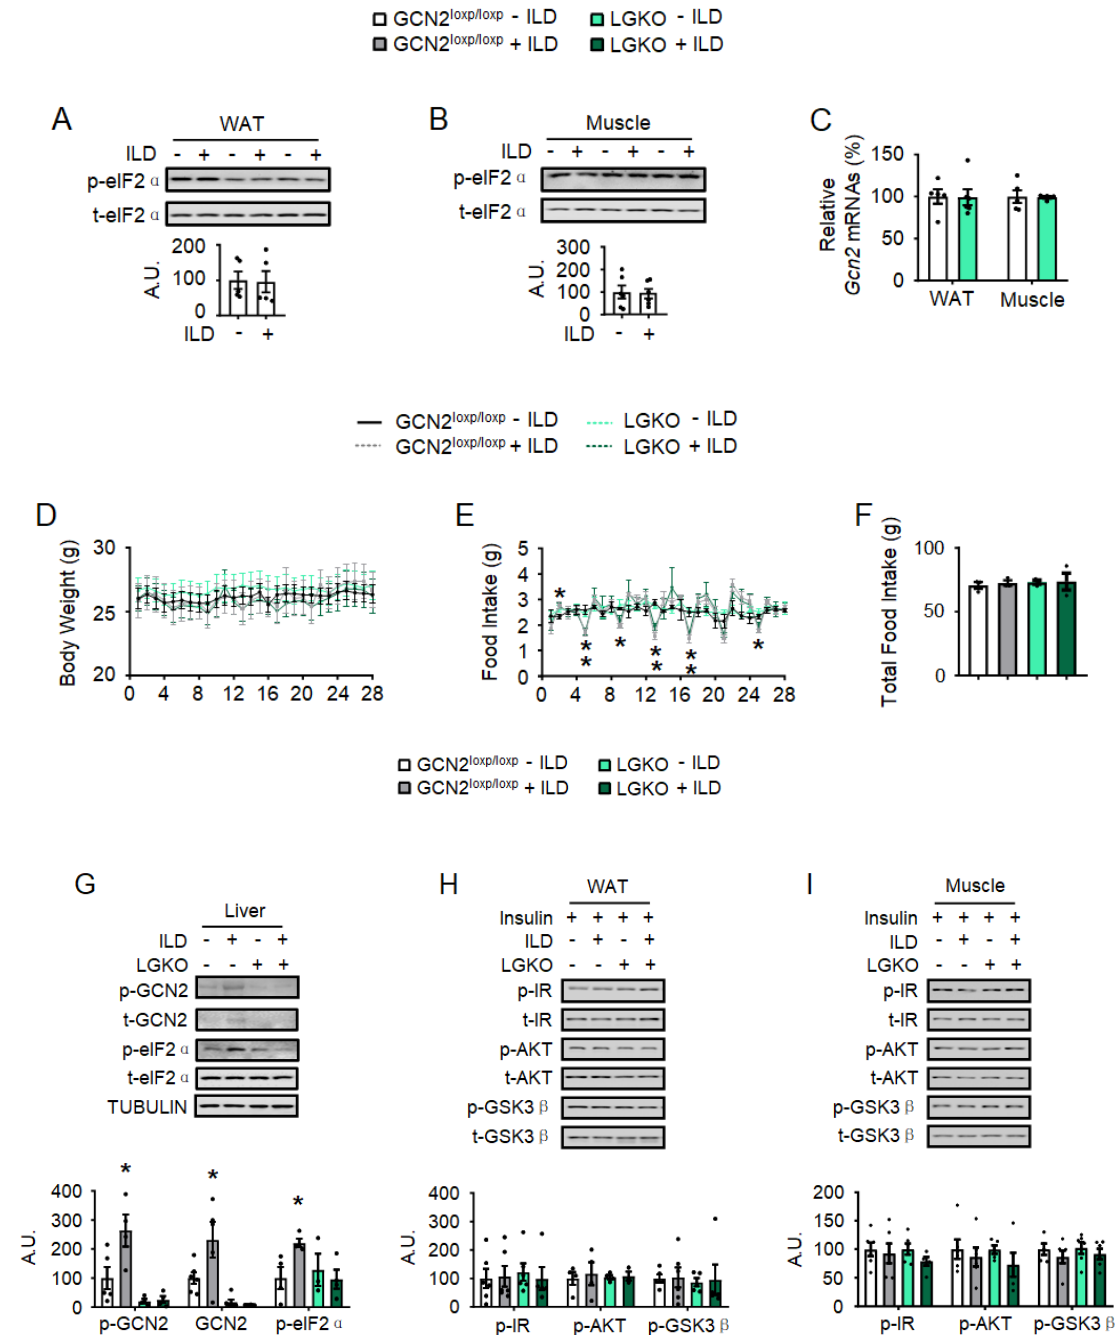 GCN2loxp/loxp - ILD LGKO - ILD
GCN2loxp/loxp + ILD LGKO + ILD
A
WAT
ILD - + - + - +
p-eIF2 α
t-eIF2 α
A.U.
200
100
0
ILD - +
B
Muscle
ILD - + - + - +
p-eIF2 α
t-eIF2 α
A.U.
300
200
100
0
ILD - +
C
Relative
Gcn2 mRNAs (%)
150
100
50
0
WAT Muscle
GCN2loxp/loxp - ILD LGKO - ILD
GCN2loxp/loxp + ILD LGKO + ILD
D
Body Weight (g)
30
25
20
0 4 8 12 16 20 24 28
E
Food Intake (g)
5
4
3
2
1
0
* * * * * * * * *
0 4 8 12 16 20 24 28
F
Total Food Intake (g)
100
50
0
GCN2loxp/loxp - ILD LGKO - ILD
GCN2loxp/loxp + ILD LGKO + ILD
G
Liver
ILD - + - +
LGKO - - + +
p-GCN2
t-GCN2
p-eIF2 α
t-eIF2 α
TUBULIN
A.U.
400
300
200
100
0
* * *
p-GCN2 GCN2 p-eIF2 α
H
WAT
Insulin + + + +
ILD - + - +
LGKO - - + +
p-IR
t-IR
p-AKT
t-AKT
p-GSK3 β
t-GSK3 β
A.U.
400
300
200
100
0
p-IR p-AKT p-GSK3 β
I
Muscle
Insulin + + + +
ILD - + - +
LGKO - - + +
p-IR
t-IR
p-AKT
t-AKT
p-GSK3 β
t-GSK3 β
A.U.
200
150
100
50
0
p-IR p-AKT p-GSK3 β